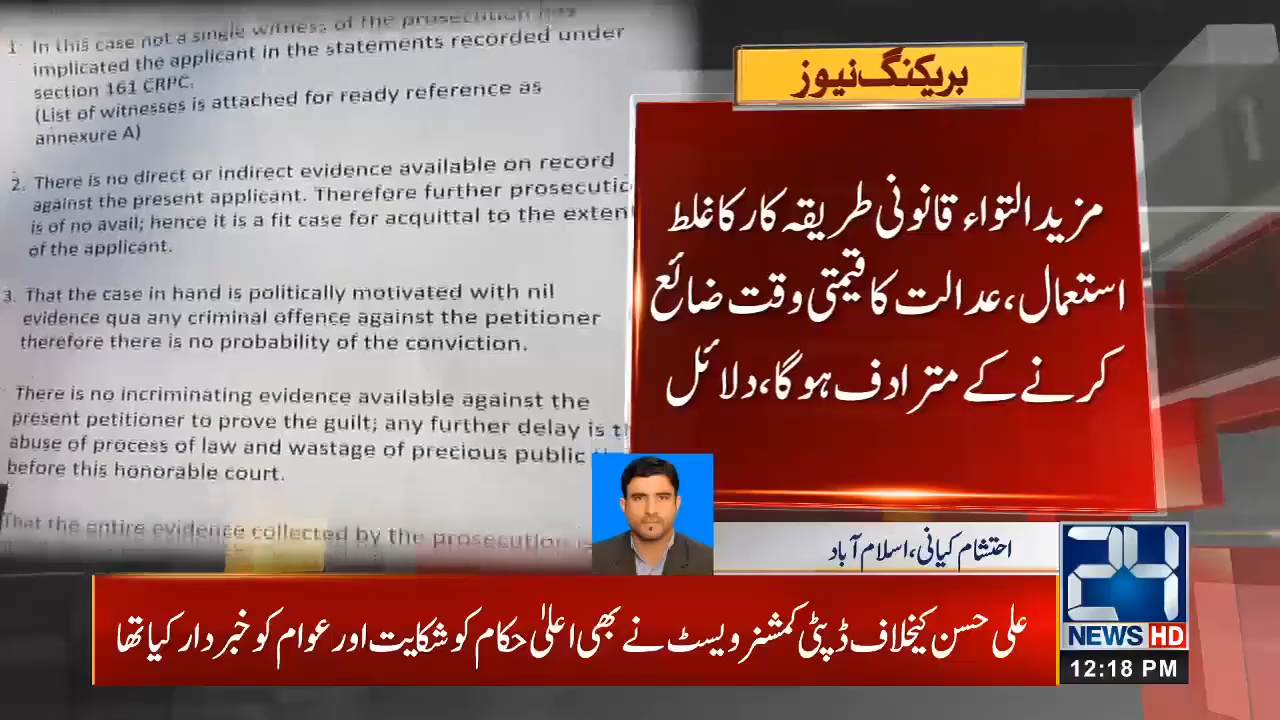 1. In this case not a single witness of the prosecution has
implicated the applicant in the statements recorded under
section 161 CRPC.
(List of witnesses is attached for ready reference as
annexure A)
2. There is no direct or indirect evidence available on record
against the present applicant. Therefore further prosecutio
is of no avail; hence it is a fit case for acquittal to the exten
of the applicant.
3. That the case in hand is politically motivated with nil
evidence qua any criminal offence against the petitioner
therefore there is no probability of the conviction.
There is no incriminating evidence available against the
present petitioner to prove the guilt; any further delay is th
abuse of process of law and wastage of precious public
before this honorable court.
That the entire evidence collected by the prosecution is
بریکنگ نیوز
مزید التواء قانونی طریقہ کار کا غلط
استعمال، عدالت کا قیمتی وقت ضائع
کرنے کے مترادف ہو گا، دلائل
احتشام کیانی، اسلام آباد
علی حسن کیخلاف ڈپٹی کمشنر ویسٹ نے بھی اعلیٰ حکام کو شکایت اور عوام کو خبردار کیا تھا
24
NEWS HD
12:18 PM